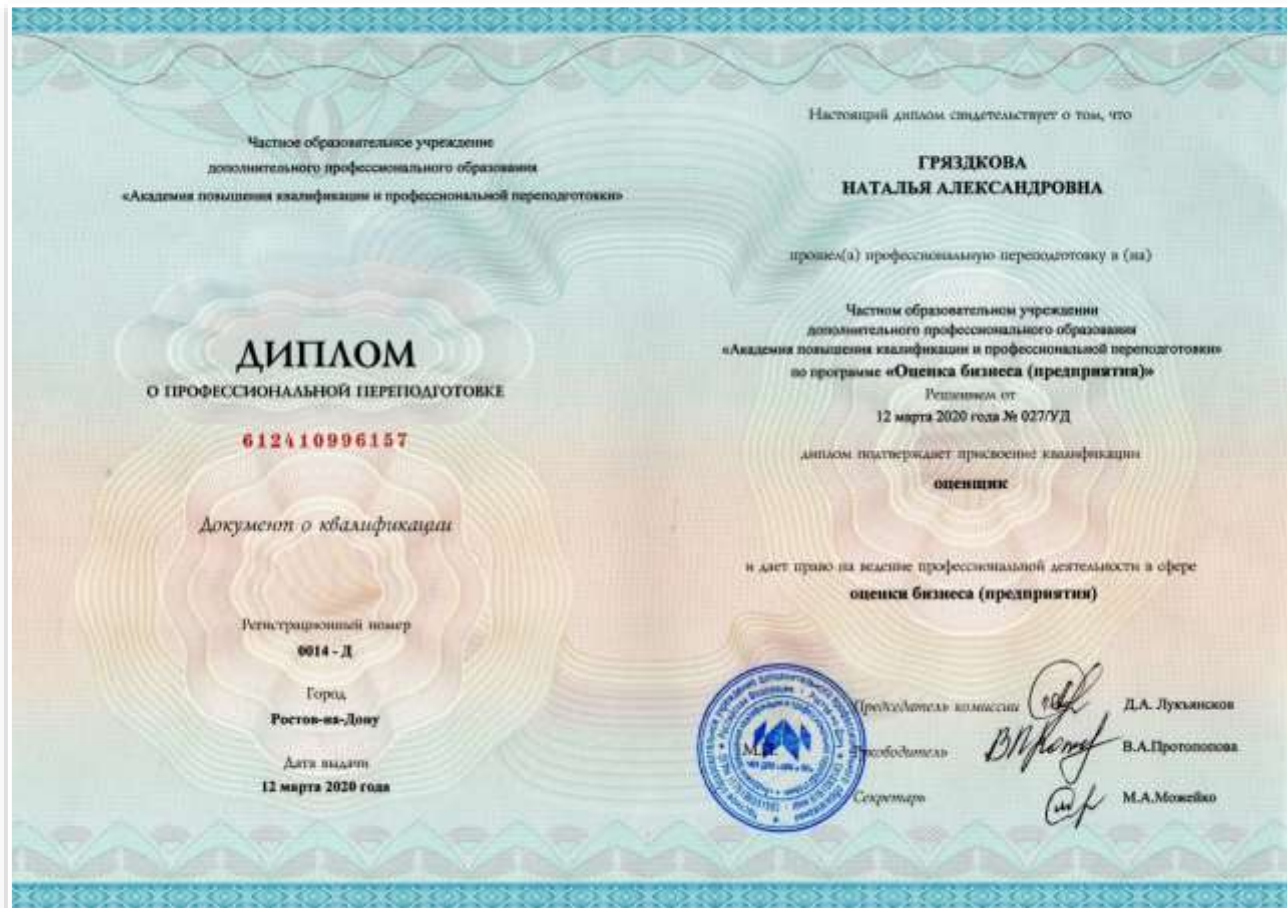 Частное образовательное учреждение
дополнительного профессионального образования
«Академия повышения квалификации и профессиональной переподготовки»
ДИПЛОМ
О ПРОФЕССИОНАЛЬНОЙ ПЕРЕПОДГОТОВКЕ
612410996157
Документ о квалификации
Регистрационный номер
0014 - Д
Город
Ростов-на-Дону
Дата выдачи
12 марта 2020 года
Настоящий диплом свидетельствует о том, что
ГРЯЗДКОВА
НАТАЛЬЯ АЛЕКСАНДРОВНА
прошел(а) профессиональную переподготовку в (на)
Частном образовательном учреждении
дополнительного профессионального образования
«Академия повышения квалификации и профессиональной переподготовки»
по программе «Оценка бизнеса (предприятия)»
Решением от
12 марта 2020 года № 027/УД
диплом подтверждает присвоение квалификации
оценщик
и дает право на ведение профессиональной деятельности в сфере
оценки бизнеса (предприятия)
Председатель комиссии Д.А. Лукьянсков
М.П.
Руководитель В.А.Протопопова
Секретарь М.А.Можейко